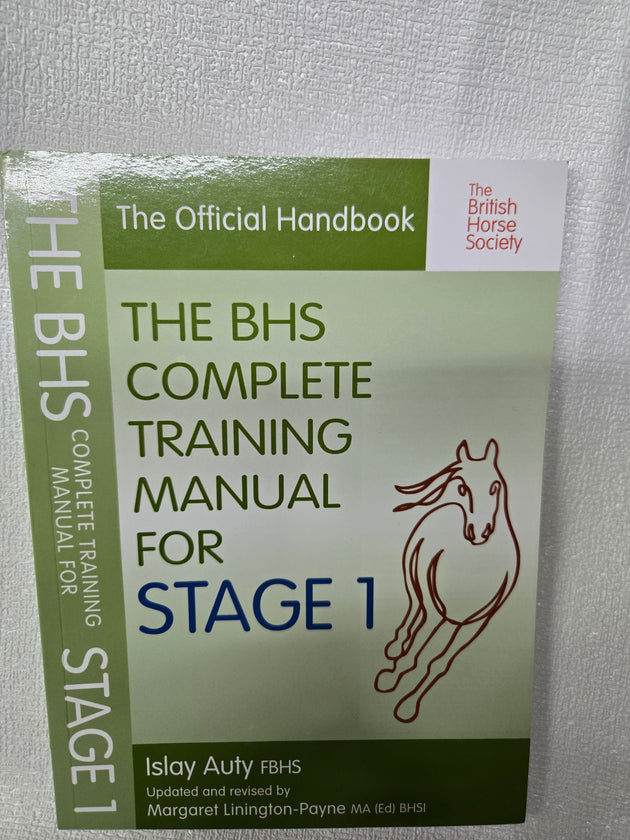 The Official Handbook
The
British
Horse
Society
THE BHS
COMPLETE
TRAINING
MANUAL
FOR
STAGE 1
Islay Auty FBHS
Updated and revised by
Margaret Linington-Payne MA (Ed) BHSI
THE BHS
COMPLETE TRAINING
MANUAL FOR
STAGE 1